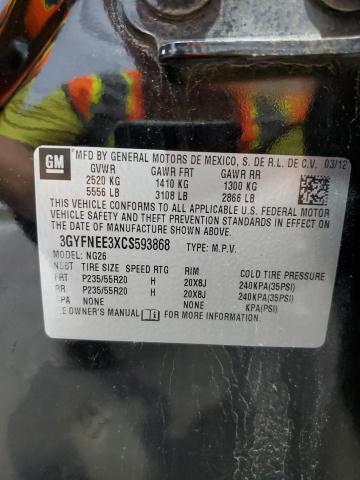 GM
MFD BY GENERAL MOTORS DE MEXICO, S. DE R.L. DE C.V. 03/12
GVWR GAWR FRT GAWR RR
2520 KG 1410 KG 1300 KG
5556 LB 3108 LB 2866 LB
THIS VEHICLE CONFORMS TO ALL APPLICABLE U.S. FEDERAL MOTOR
VEHICLE SAFETY AND THEFT PREVENTION STANDARDS IN EFFECT ON
THE DATE OF MANUFACTURE SHOWN ABOVE.
3GYFNEE3XCS593868 TYPE: M.P.V.
MODEL: NG26
TIRE SIZE SPEED RTG RIM COLD TIRE PRESSURE
FRT P235/55R20 H 20X8J 240KPA(35PSI)
RR P235/55R20 H 20X8J 240KPA(35PSI)
SPA NONE NONE NONE KPA(PSI)
OWNER'S MANUAL FOR MORE INFORMATION.